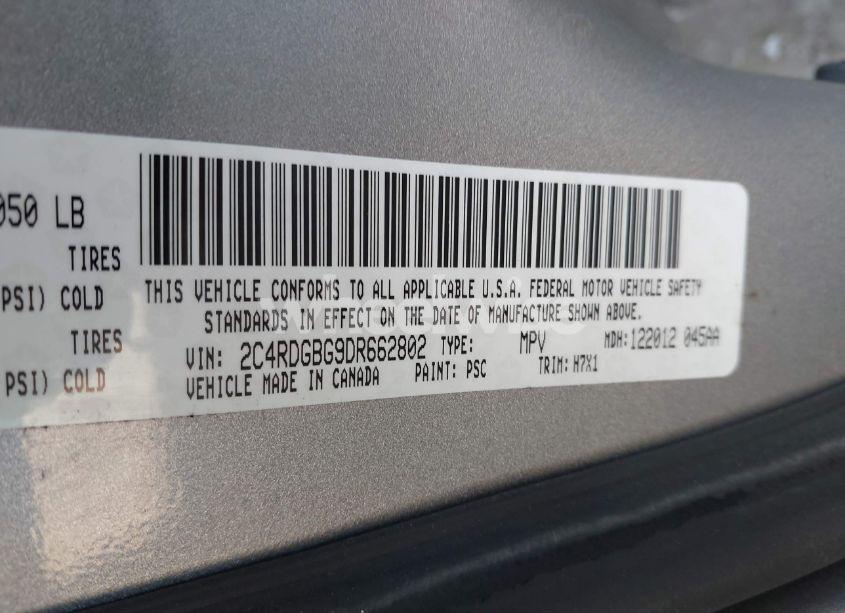 050 LB
TIRES
PSI) COLD
TIRES
PSI) COLD
THIS VEHICLE CONFORMS TO ALL APPLICABLE U.S.A. FEDERAL MOTOR VEHICLE SAFETY
STANDARDS IN EFFECT ON THE DATE OF MANUFACTURE SHOWN ABOVE.
VIN: 2C4RDGBG9DR662802 TYPE: MPV MDH: 122012 045AA
VEHICLE MADE IN CANADA PAINT: PSC TRIM: H7X1